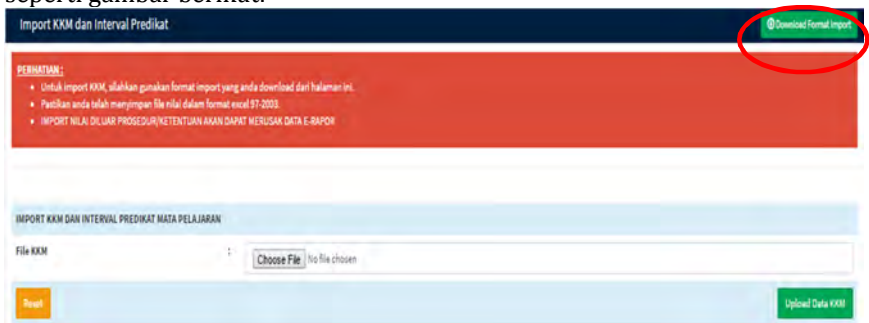 seperti gambar berikut:
Import KKM dan Interval Predikat
Download Format Import
PERHATIAN :
Untuk import KKM, silahkan gunakan format import yang anda download dari halaman ini.
Pastikan anda telah menyimpan file nilai dalam format excel 97-2003.
IMPORT NILAI DILUAR PROSEDUR/KETENTUAN AKAN DAPAT MERUSAK DATA E-RAPOR
IMPORT KKM DAN INTERVAL PREDIKAT MATA PELAJARAN
File KKM : Choose File No file chosen
Reset Upload Data KKM